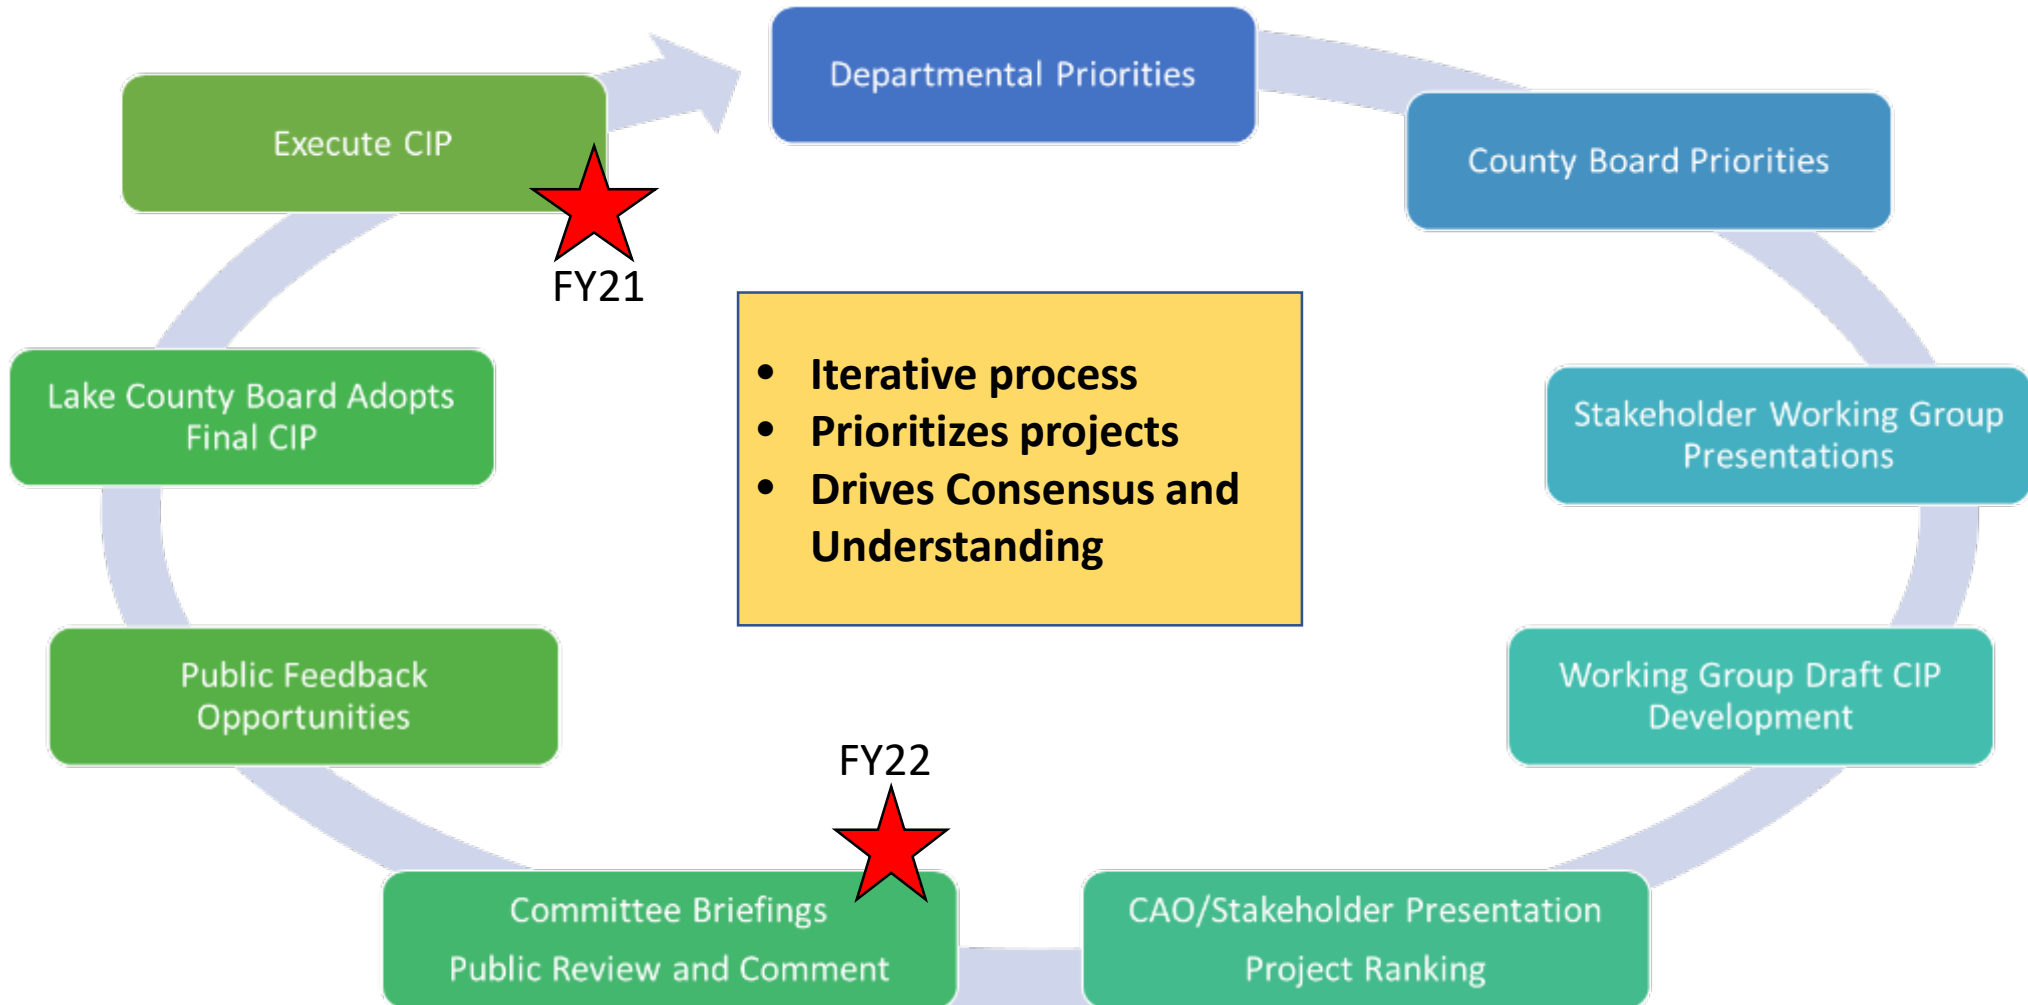 Departmental Priorities
County Board Priorities
Stakeholder Working Group
Presentations
Working Group Draft CIP
Development
CAO/Stakeholder Presentation
Project Ranking
FY22
Committee Briefings
Public Review and Comment
Public Feedback
Opportunities
Lake County Board Adopts
Final CIP
Execute CIP
FY21
• Iterative process
• Prioritizes projects
• Drives Consensus and
Understanding